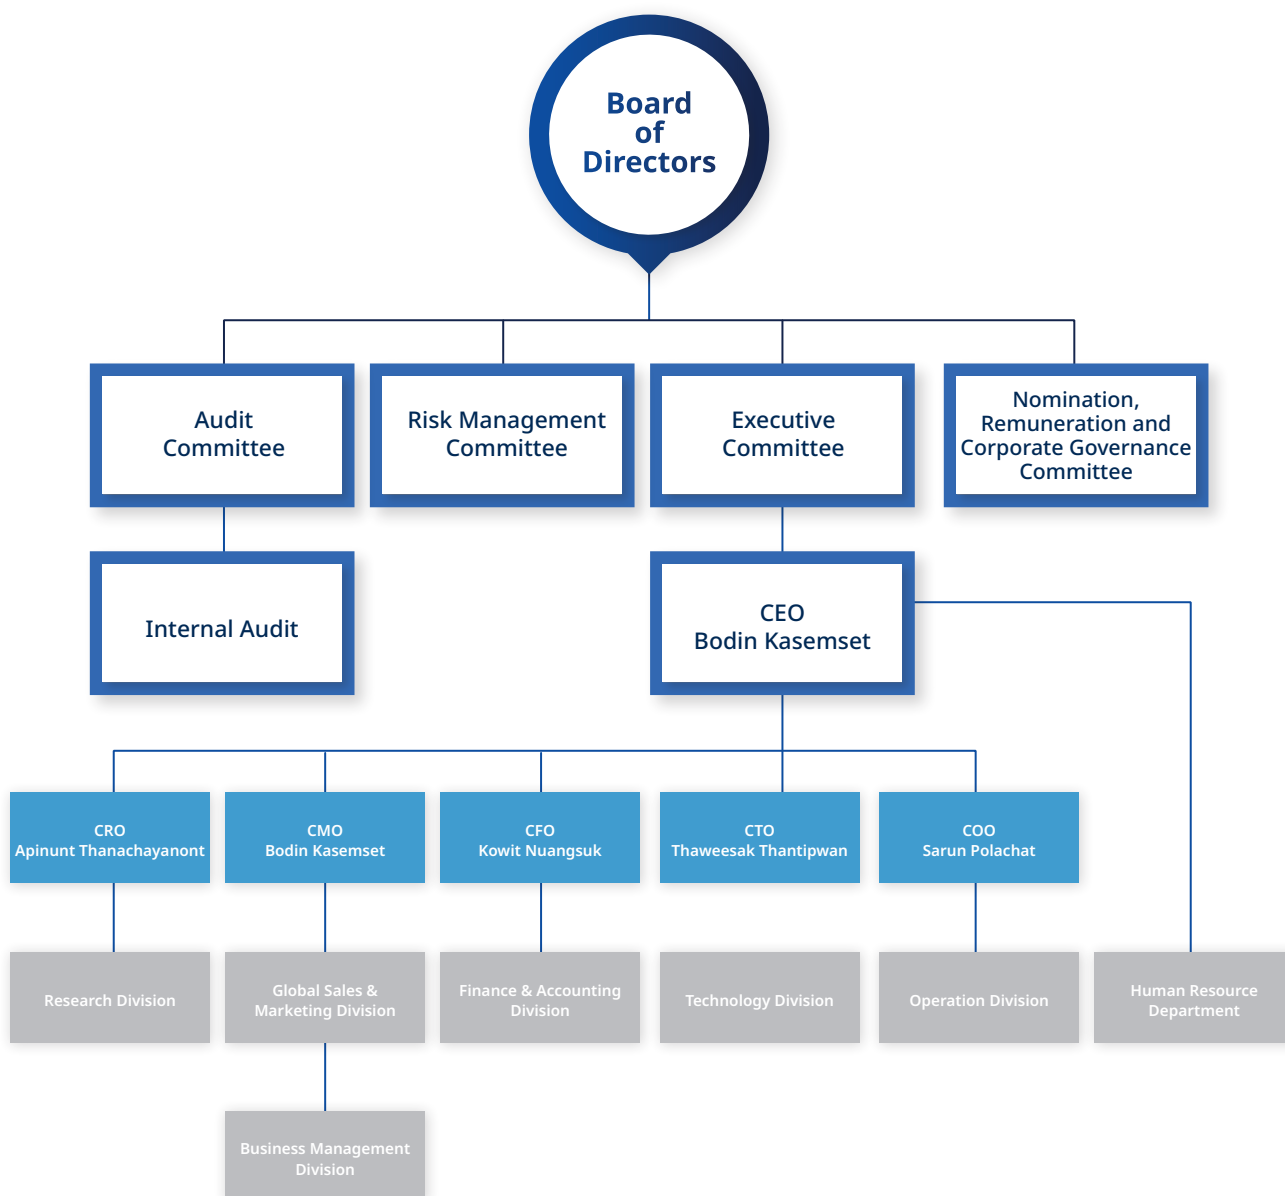 Board
of
Directors
Audit
Committee
Risk Management
Committee
Executive
Committee
Nomination,
Remuneration and
Corporate Governance
Committee
Internal Audit
CEO
Bodin Kasemset
CRO
Apinunt Thanachayanont
CMO
Bodin Kasemset
CFO
Kowit Nuangsuk
CTO
Thaweesak Thantipwan
COO
Sarun Polachat
Research Division
Global Sales &
Marketing Division
Finance & Accounting
Division
Technology Division
Operation Division
Human Resource
Department
Business Management
Division